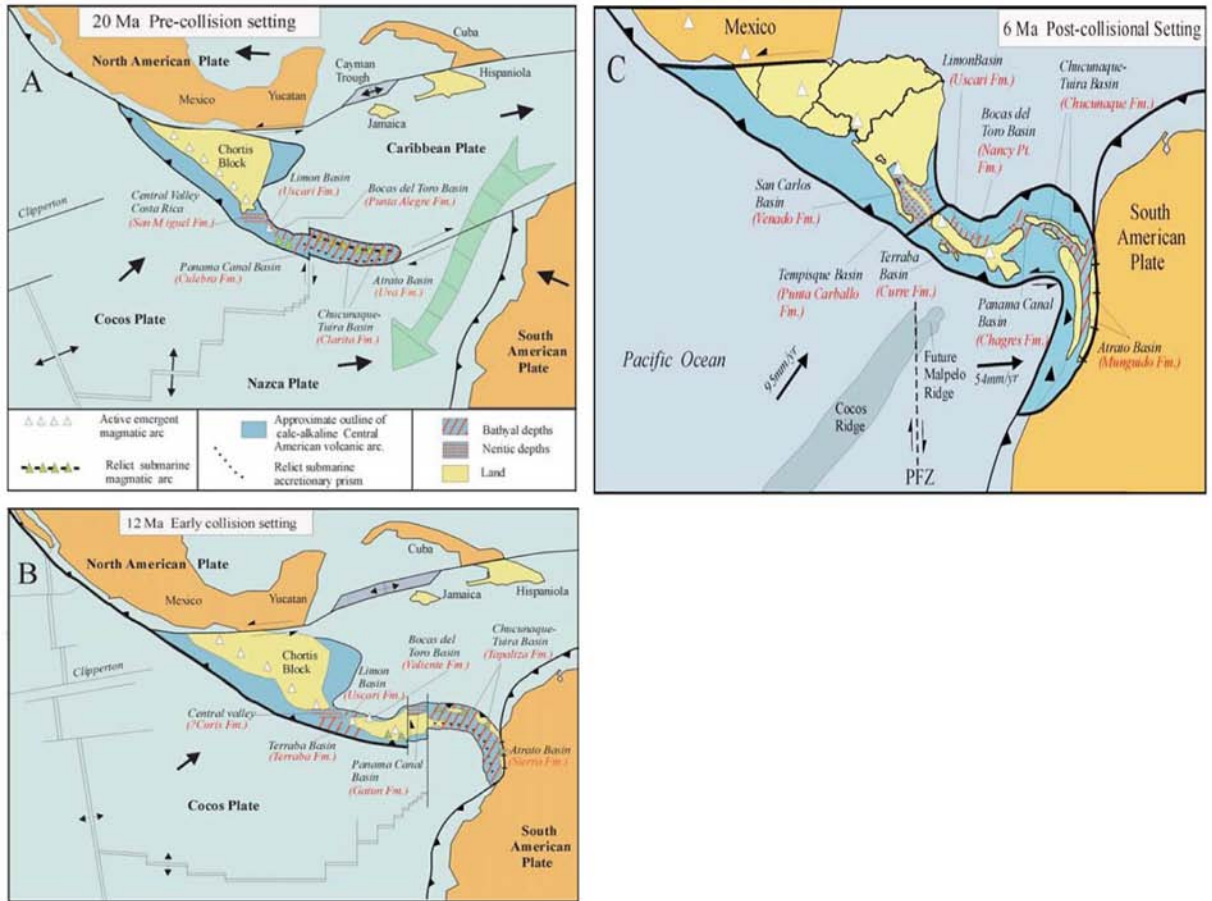 20 Ma Pre-collision setting
A
North American Plate
Mexico
Yucatan
Cayman
Trough
Cuba
Hispaniola
Jamaica
Caribbean Plate
Chortis
Block
Limon Basin
(Uscari Fm.)
Central Valley
Costa Rica
(San Miguel Fm.)
Bocas del Toro Basin
(Punta Alegre Fm.)
Clipperton
Panama Canal Basin
(Culebra Fm.)
Atrato Basin
(Uva Fm.)
Chucunaque-
Tuira Basin
(Clarita Fm.)
Cocos Plate
Nazca Plate
South
American
Plate
Active emergent
magmatic arc
Relict submarine
magmatic arc
Approximate outline of
calc-alkaline Central
American volcanic arc.
Relict submarine
accretionary prism
Bathyal depths
Neritic depths
Land
12 Ma Early collision setting
B
North American Plate
Mexico
Yucatan
Cuba
Jamaica
Hispaniola
Clipperton
Chortis
Block
Limon
Basin
(Uscari Fm.)
Bocas del
Toro Basin
(Valiente Fm.)
Chucunaque-
Tuira Basin
(Tapaliza Fm.)
Central valley
(?Coris Fm.)
Terraba Basin
(Terraba Fm.)
Panama Canal
Basin
(Gatun Fm.)
Atrato Basin
(Sierra Fm.)
Cocos Plate
South
American
Plate
6 Ma Post-collisional Setting
C
Mexico
LimonBasin
(Uscari Fm.)
Chucunaque-
Tuira Basin
(Chucunaque Fm.)
Bocas del
Toro Basin
(Nancy Pt.
Fm.)
San Carlos
Basin
(Venado Fm.)
South
American
Plate
Tempisque Basin
(Punta Carballo
Fm.)
Terraba
Basin
(Curre Fm.)
Panama Canal
Basin
(Chagres Fm.)
Atrato Basin
(Munguido Fm.)
Pacific Ocean
95mm/yr
Cocos
Ridge
Future
Malpelo
Ridge
54mm/yr
PFZ